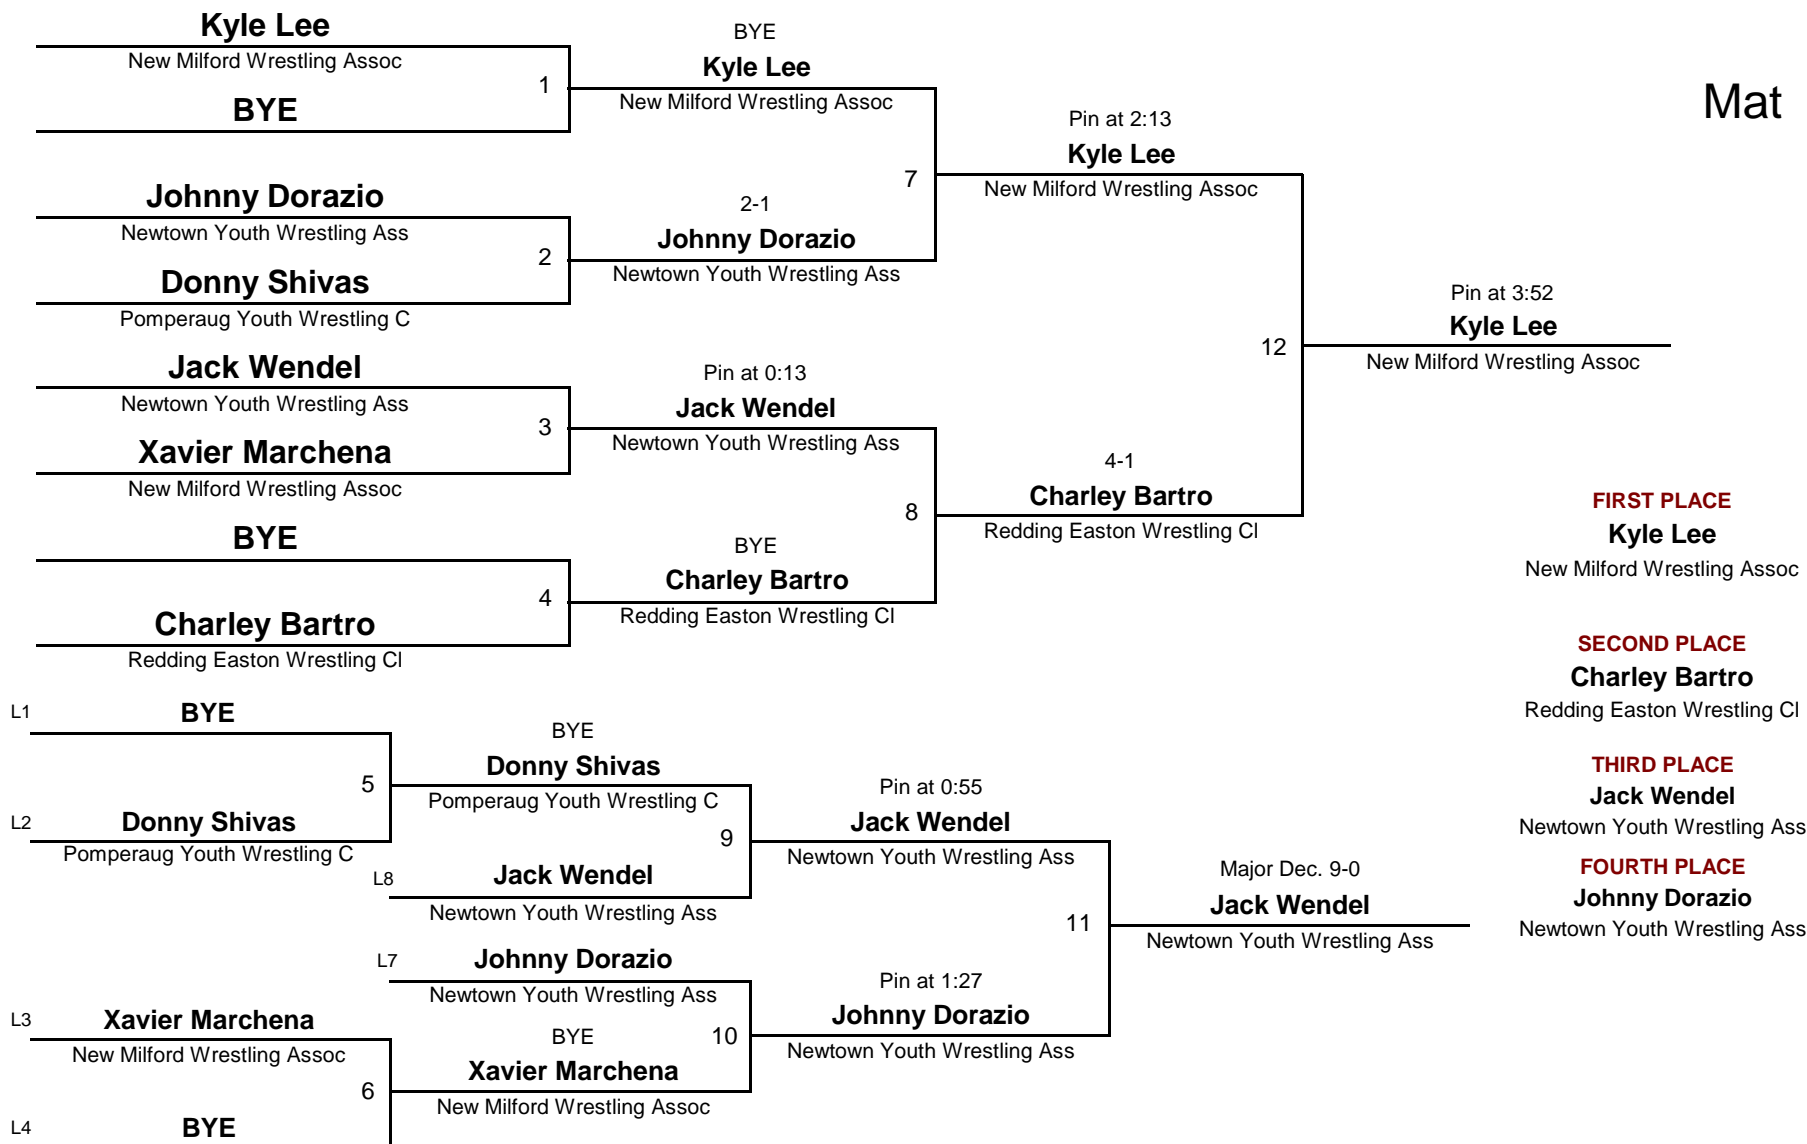 Kyle Lee
New Milford Wrestling Assoc
1
BYE
BYE
Kyle Lee
New Milford Wrestling Assoc
Mat
Johnny Dorazio
Newtown Youth Wrestling Ass
2
Donny Shivas
Pomperaug Youth Wrestling C
2-1
Johnny Dorazio
Newtown Youth Wrestling Ass
7
Pin at 2:13
Kyle Lee
New Milford Wrestling Assoc
Jack Wendel
Newtown Youth Wrestling Ass
3
Xavier Marchena
New Milford Wrestling Assoc
Pin at 0:13
Jack Wendel
Newtown Youth Wrestling Ass
BYE
4
Charley Bartro
Redding Easton Wrestling Cl
BYE
Charley Bartro
Redding Easton Wrestling Cl
8
4-1
Charley Bartro
Redding Easton Wrestling Cl
12
Pin at 3:52
Kyle Lee
New Milford Wrestling Assoc
FIRST PLACE
Kyle Lee
New Milford Wrestling Assoc
SECOND PLACE
Charley Bartro
Redding Easton Wrestling Cl
THIRD PLACE
Jack Wendel
Newtown Youth Wrestling Ass
FOURTH PLACE
Johnny Dorazio
Newtown Youth Wrestling Ass
L1
BYE
5
L2
Donny Shivas
Pomperaug Youth Wrestling C
BYE
Donny Shivas
Pomperaug Youth Wrestling C
9
L8
Jack Wendel
Newtown Youth Wrestling Ass
Pin at 0:55
Jack Wendel
Newtown Youth Wrestling Ass
11
Major Dec. 9-0
Jack Wendel
Newtown Youth Wrestling Ass
L7
Johnny Dorazio
Newtown Youth Wrestling Ass
10
Pin at 1:27
Johnny Dorazio
Newtown Youth Wrestling Ass
L3
Xavier Marchena
New Milford Wrestling Assoc
6
BYE
Xavier Marchena
New Milford Wrestling Assoc
L4
BYE